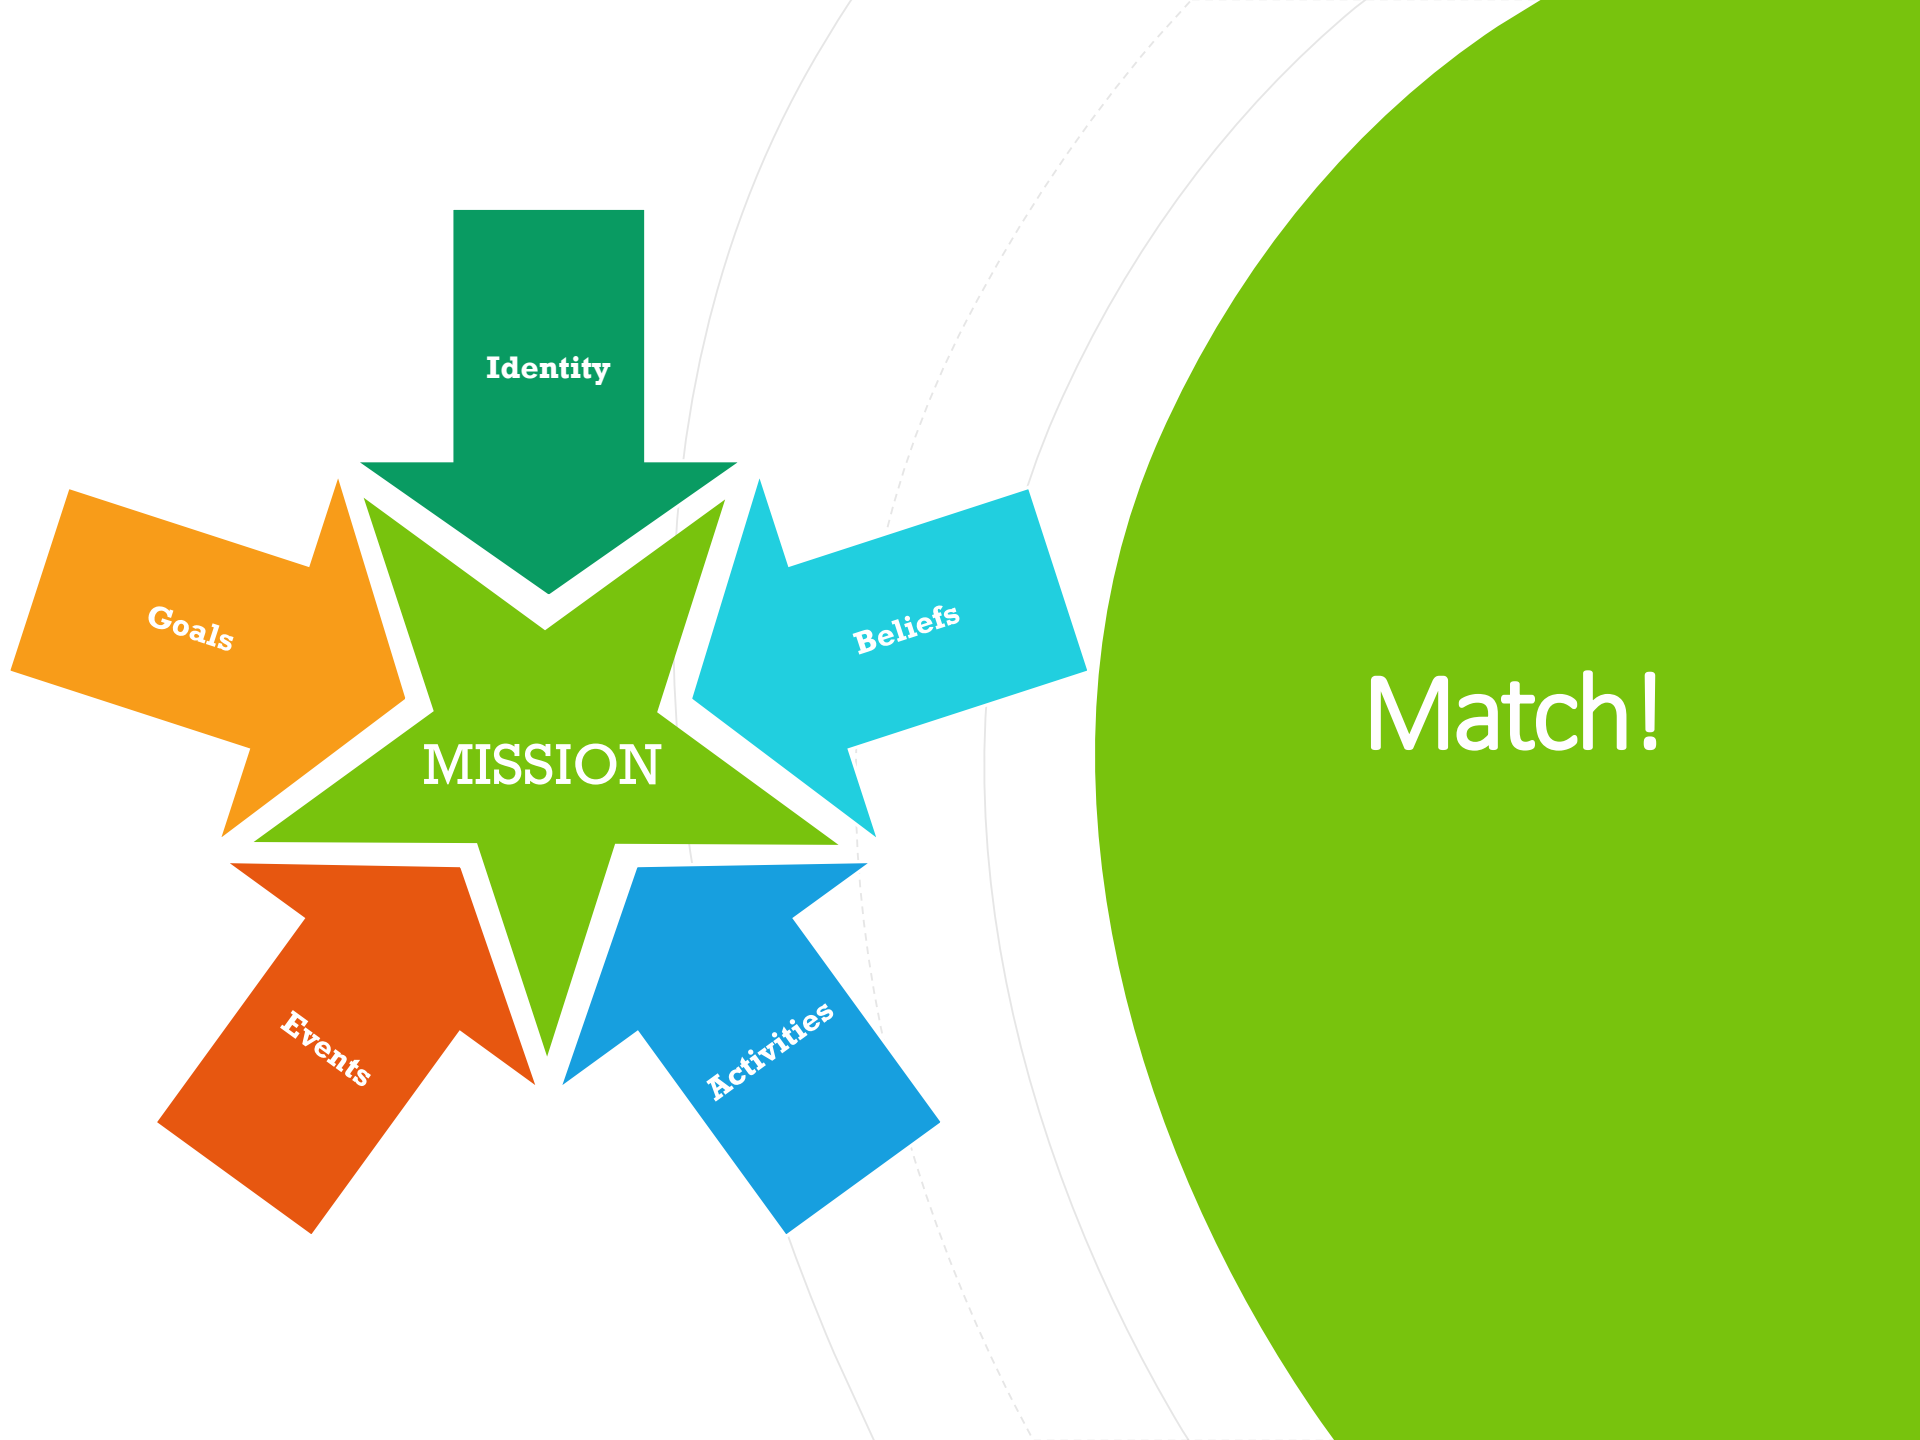 Identity
Goals
Beliefs
MISSION
Events
Activities
Match!